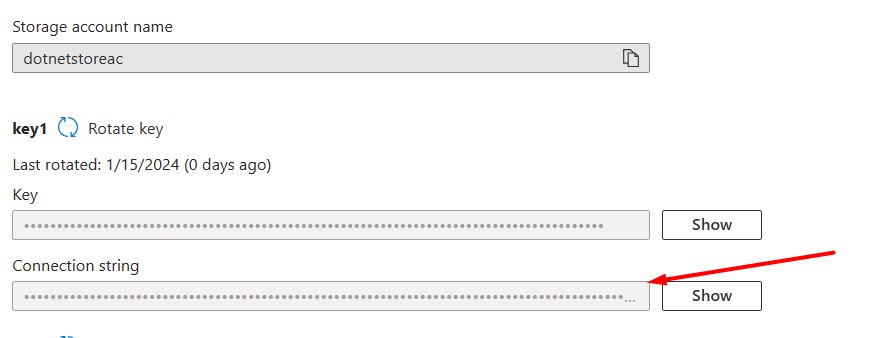 Storage account name
dotnetstoreac
key1 Rotate key
Last rotated: 1/15/2024 (0 days ago)
Key
Show
Connection string
... Show